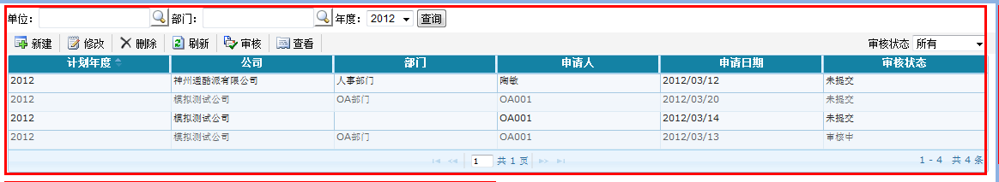 单位： 部门： 年度： 2012 查询
新建 修改 删除 刷新 审核 查看 审核状态 所有
计划年度 公司 部门 申请人 申请日期 审核状态
2012 神州通酷派有限公司 人事部门 陶敏 2012/03/12 未提交
2012 模拟测试公司 OA部门 OA001 2012/03/20 未提交
2012 模拟测试公司 OA001 2012/03/14 未提交
2012 模拟测试公司 OA部门 OA001 2012/03/13 审核中
1 共 1 页 1 - 4 共 4 条